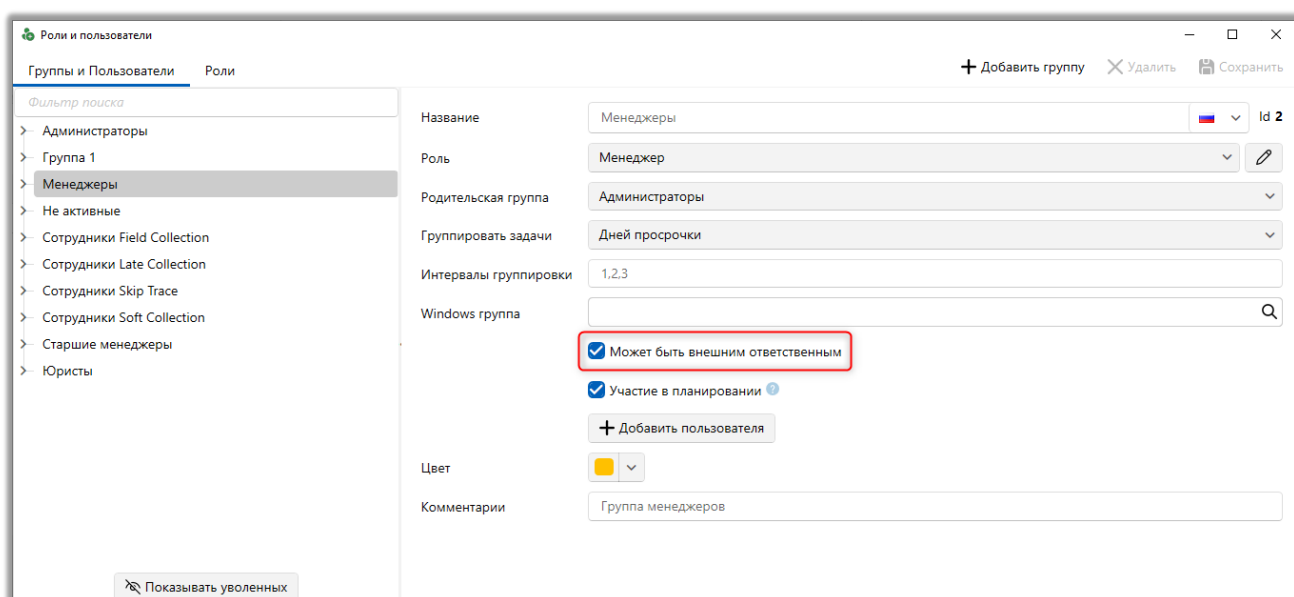 Роли и пользователи
Группы и Пользователи Роли
Добавить группу Удалить Сохранить
Фильтр поиска
Администраторы
Группа 1
Менеджеры
Не активные
Сотрудники Field Collection
Сотрудники Late Collection
Сотрудники Skip Trace
Сотрудники Soft Collection
Старшие менеджеры
Юристы
Показывать уволенных
Название Менеджеры Id 2
Роль Менеджер
Родительская группа Администраторы
Группировать задачи Дней просрочки
Интервалы группировки 1,2,3
Windows группа
Может быть внешним ответственным
Участие в планировании ?
Добавить пользователя
Цвет
Комментарии Группа менеджеров